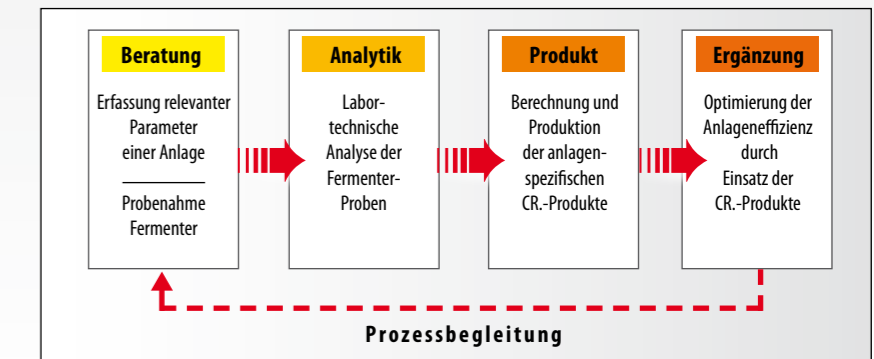 Beratung
Erfassung relevanter
Parameter
einer Anlage
Probenahme
Fermenter
Analytik
Labor-
technische
Analyse der
Fermenter-
Proben
Produkt
Berechnung und
Produktion
der anlagen-
spezifischen
CR.-Produkte
Ergänzung
Optimierung der
Anlageneffizienz
durch
Einsatz der
CR.-Produkte
Prozessbegleitung